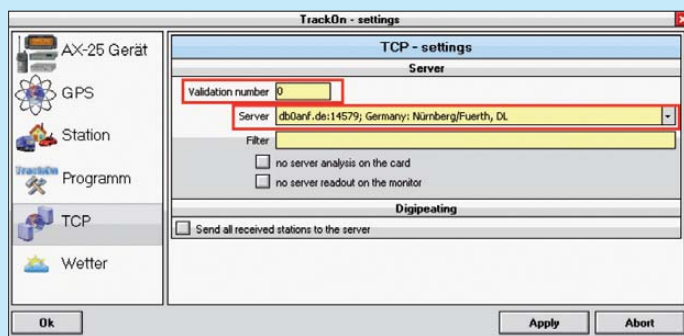 TrackOn - settings
AX-25 Gerät
GPS
Station
TrackOn
Programm
TCP
Wetter
TCP - settings
Server
Validation number 0
Server db0anf.de:14579; Germany: Nürnberg/Fuerth, DL
Filter
no server analysis on the card
no server readout on the monitor
Digipeating
Send all received stations to the server
Ok
Apply
Abort